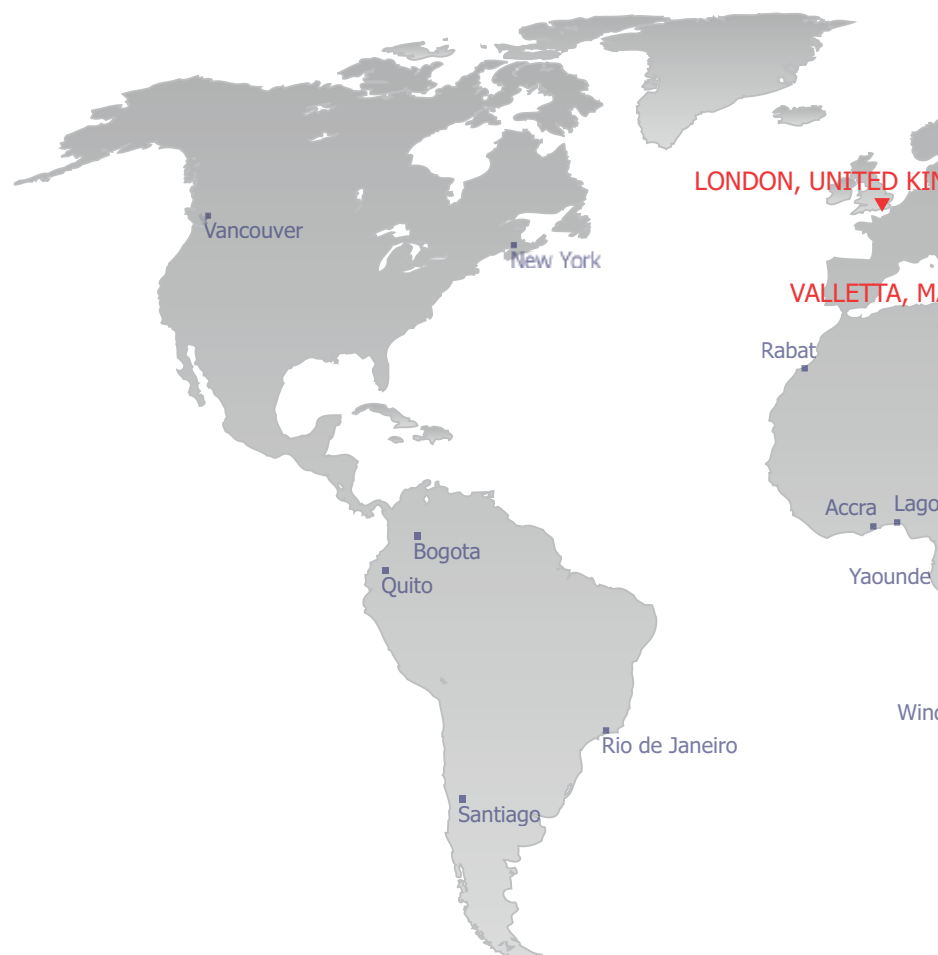 LONDON, UNITED KIN
Vancouver
New York
VALLETTA, MA
Rabat
Accra
Lago
Bogota
Yaounde
Quito
Wind
Rio de Janeiro
Santiago